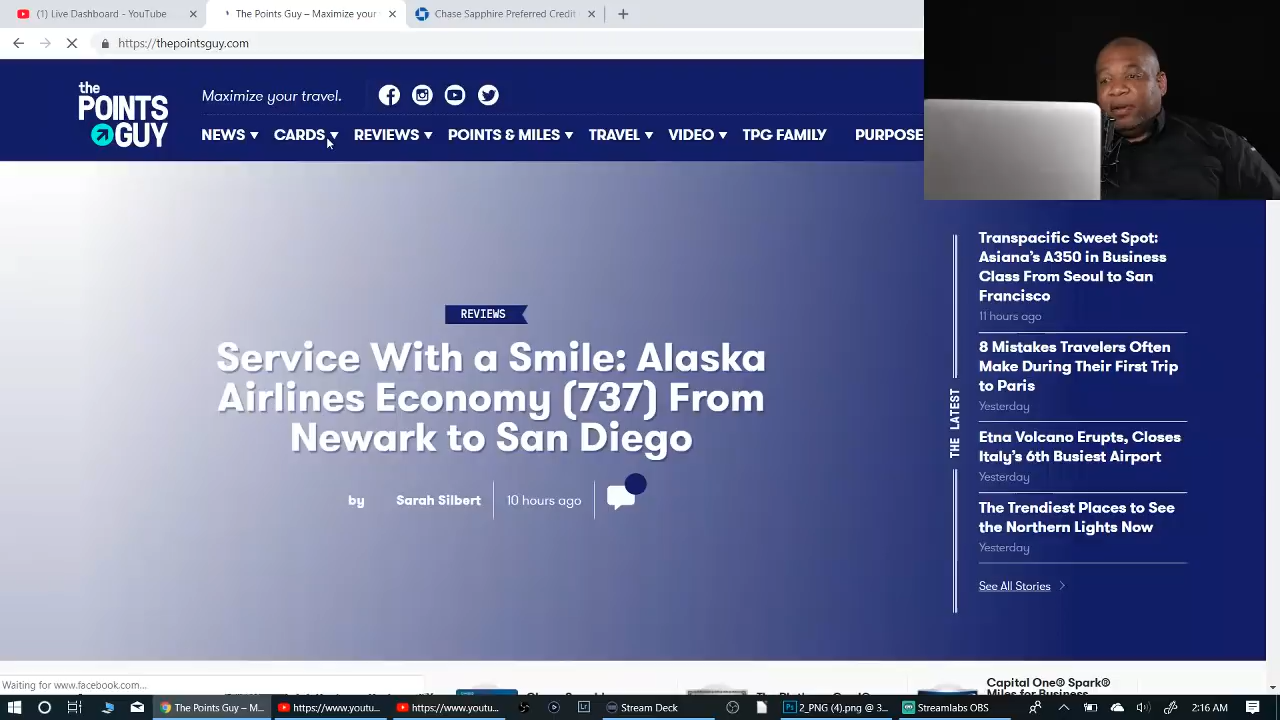 (1) Live Dashboard - YouTube
The Points Guy – Maximize your
Chase Sapphire Preferred Credit
https://thepointsguy.com
the
POINTS
GUY
Maximize your travel.
NEWS
CARDS
REVIEWS
POINTS & MILES
TRAVEL
VIDEO
TPG FAMILY
PURPOSE
REVIEWS
Service With a Smile: Alaska
Airlines Economy (737) From
Newark to San Diego
by Sarah Silbert
10 hours ago
THE LATEST
Transpacific Sweet Spot:
Asiana's A350 in Business
Class From Seoul to San
Francisco
11 hours ago
8 Mistakes Travelers Often
Make During Their First Trip
to Paris
Yesterday
Etna Volcano Erupts, Closes
Italy's 6th Busiest Airport
Yesterday
The Trendiest Places to See
the Northern Lights Now
Yesterday
See All Stories
Waiting for www.facebook.com...
Capital One® Spark®
Miles for Business
The Points Guy – M...
https://www.youtu...
https://www.youtu...
Stream Deck
2_PNG (4).png @ 3...
Streamlabs OBS
2:16 AM